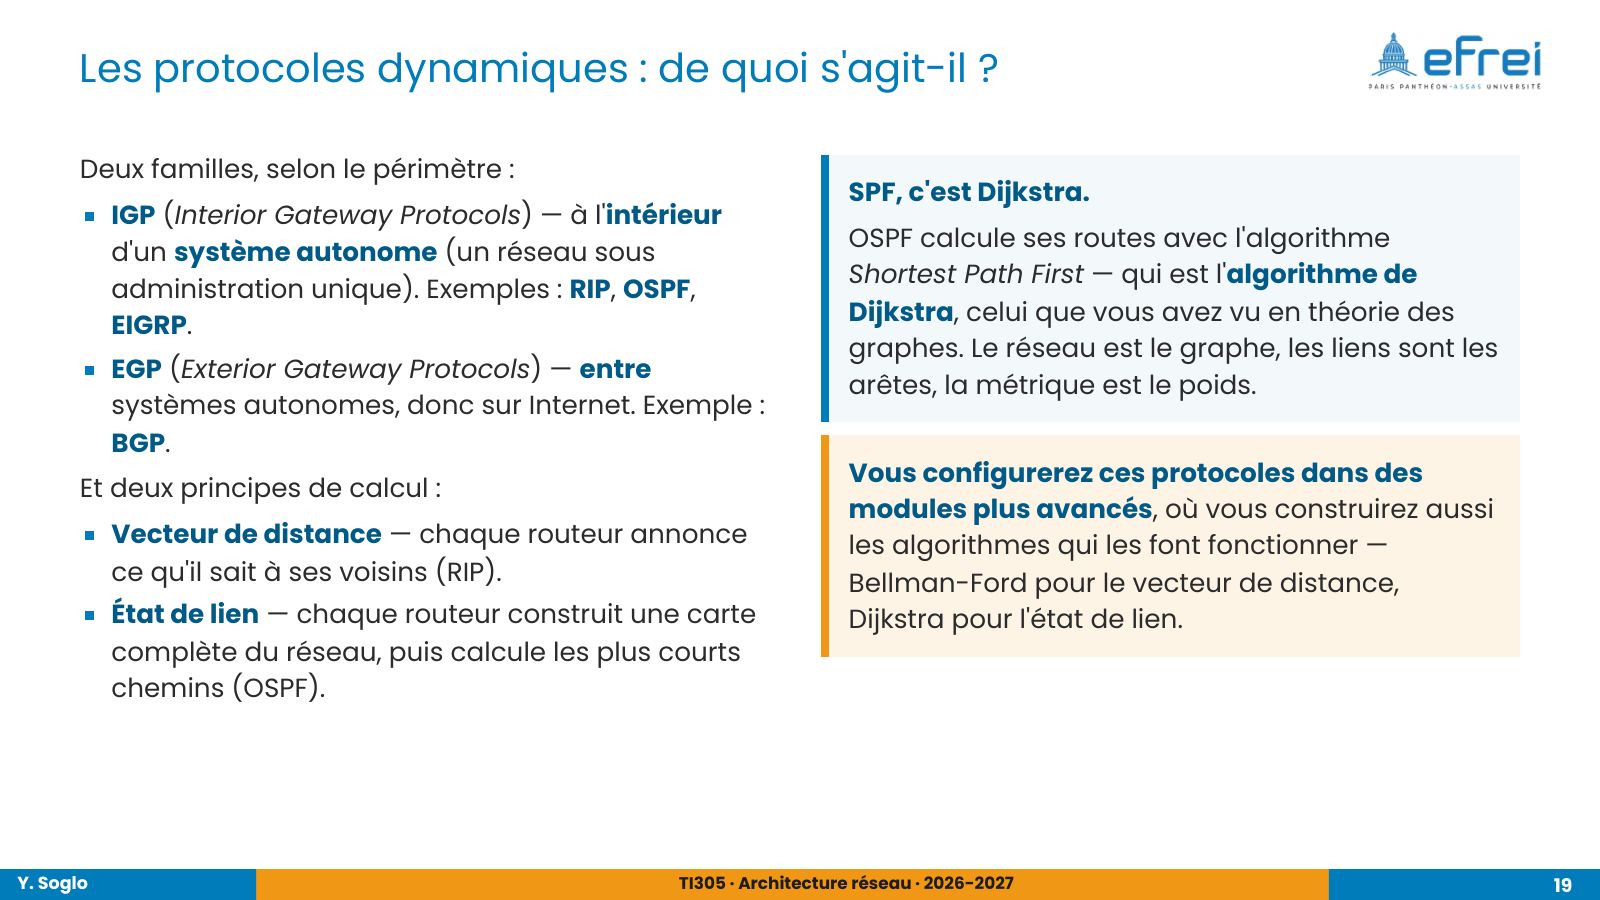 Les protocoles dynamiques : de quoi s'agit-il ?
efrei
PARIS PANTHÉON-ASSAS UNIVERSITÉ
Deux familles, selon le périmètre :
IGP (Interior Gateway Protocols) — à l'intérieur
d'un système autonome (un réseau sous
administration unique). Exemples : RIP, OSPF,
EIGRP.
EGP (Exterior Gateway Protocols) — entre
systèmes autonomes, donc sur Internet. Exemple :
BGP.
Et deux principes de calcul :
Vecteur de distance — chaque routeur annonce
ce qu'il sait à ses voisins (RIP).
État de lien — chaque routeur construit une carte
complète du réseau, puis calcule les plus courts
chemins (OSPF).
SPF, c'est Dijkstra.
OSPF calcule ses routes avec l'algorithme
Shortest Path First — qui est l'algorithme de
Dijkstra, celui que vous avez vu en théorie des
graphes. Le réseau est le graphe, les liens sont les
arêtes, la métrique est le poids.
Vous configurerez ces protocoles dans des
modules plus avancés, où vous construirez aussi
les algorithmes qui les font fonctionner —
Bellman-Ford pour le vecteur de distance,
Dijkstra pour l'état de lien.
Y. Soglo
TI305 · Architecture réseau · 2026-2027
19